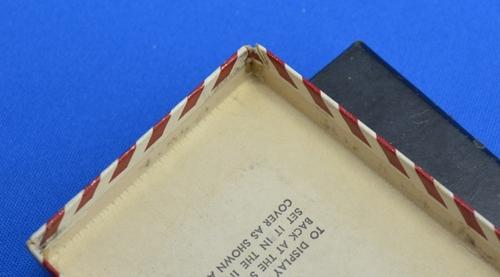 TO DISPLAY
BACK AT THE S
SET IT IN THE
COVER AS SHOWN A